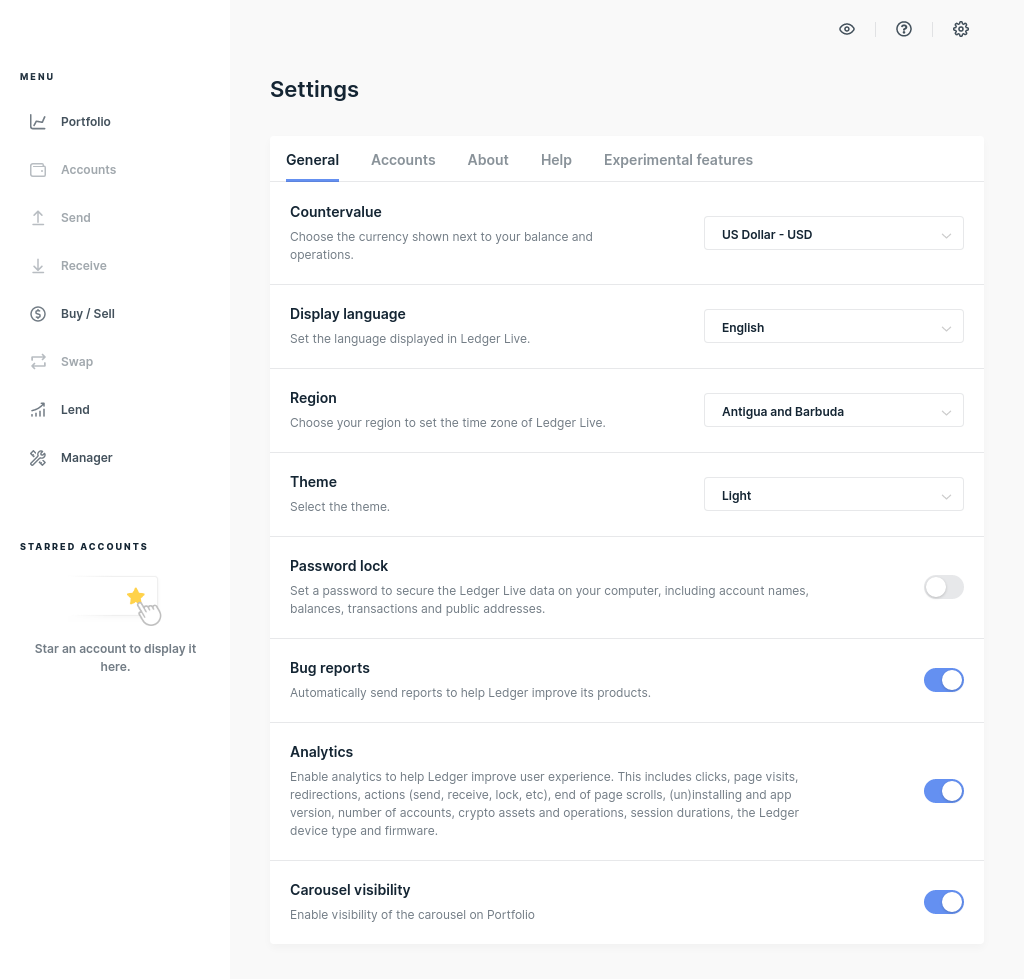 MENU
Portfolio
Accounts
Send
Receive
Buy / Sell
Swap
Lend
Manager
STARRED ACCOUNTS
Star an account to display it
here.
Settings
General Accounts About Help Experimental features
Countervalue
Choose the currency shown next to your balance and
operations.
US Dollar - USD
Display language
Set the language displayed in Ledger Live.
English
Region
Choose your region to set the time zone of Ledger Live.
Antigua and Barbuda
Theme
Select the theme.
Light
Password lock
Set a password to secure the Ledger Live data on your computer, including account names,
balances, transactions and public addresses.
Bug reports
Automatically send reports to help Ledger improve its products.
Analytics
Enable analytics to help Ledger improve user experience. This includes clicks, page visits,
redirections, actions (send, receive, lock, etc), end of page scrolls, (un)installing and app
version, number of accounts, crypto assets and operations, session durations, the Ledger
device type and firmware.
Carousel visibility
Enable visibility of the carousel on Portfolio